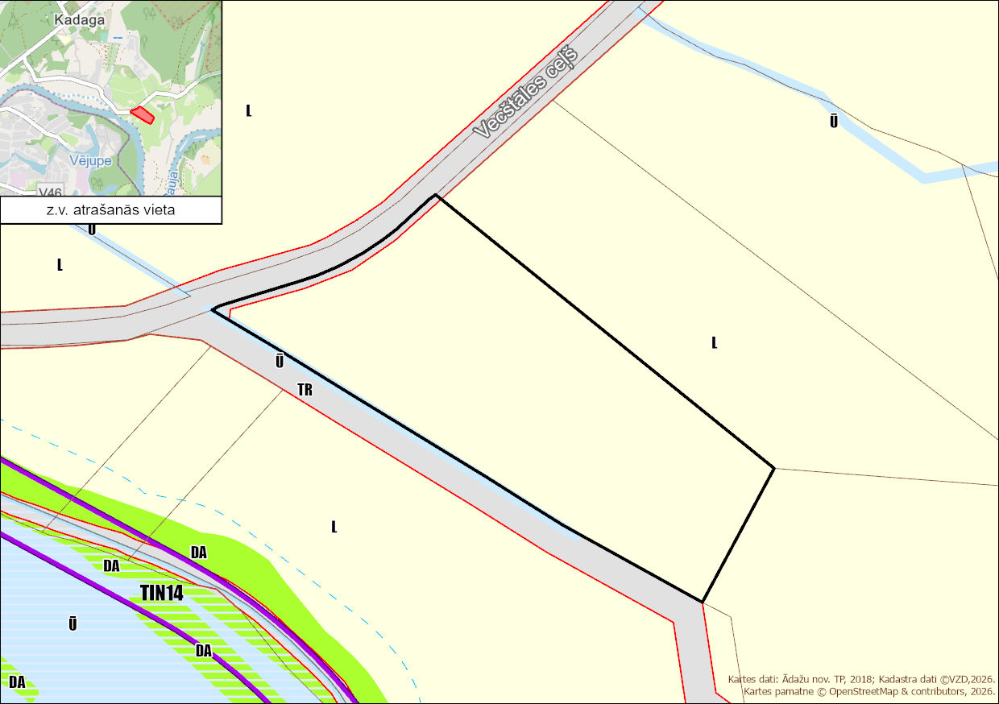 Kadaga
Vējupe
Gauja
V46
z.v. atrašanās vieta
Vecštāles ceļš
L
Ū
Ū
L
L
Ū
TR
L
DA
DA
TIN14
Ū
DA
DA
Kartes dati: Ādažu nov. TP, 2018; Kadastra dati ©VZD,2026.
Kartes pamatne © OpenStreetMap & contributors, 2026.